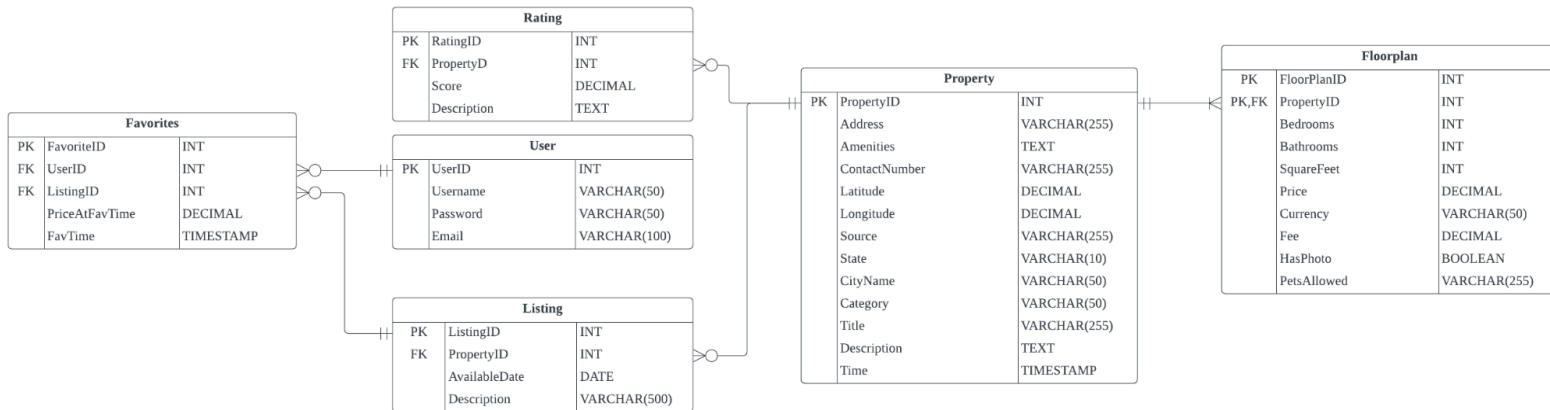 Rating
PK RatingID INT
FK PropertyD INT
Score DECIMAL
Description TEXT
Favorites
PK FavoriteID INT
FK UserID INT
FK ListingID INT
PriceAtFavTime DECIMAL
FavTime TIMESTAMP
User
PK UserID INT
Username VARCHAR(50)
Password VARCHAR(50)
Email VARCHAR(100)
Listing
PK ListingID INT
FK PropertyID INT
AvailableDate DATE
Description VARCHAR(500)
Property
PK PropertyID INT
Address VARCHAR(255)
Amenities TEXT
ContactNumber VARCHAR(255)
Latitude DECIMAL
Longitude DECIMAL
Source VARCHAR(255)
State VARCHAR(10)
CityName VARCHAR(50)
Category VARCHAR(50)
Title VARCHAR(255)
Description TEXT
Time TIMESTAMP
Floorplan
PK FloorPlanID INT
PK,FK PropertyID INT
Bedrooms INT
Bathrooms INT
SquareFeet INT
Price DECIMAL
Currency VARCHAR(50)
Fee DECIMAL
HasPhoto BOOLEAN
PetsAllowed VARCHAR(255)